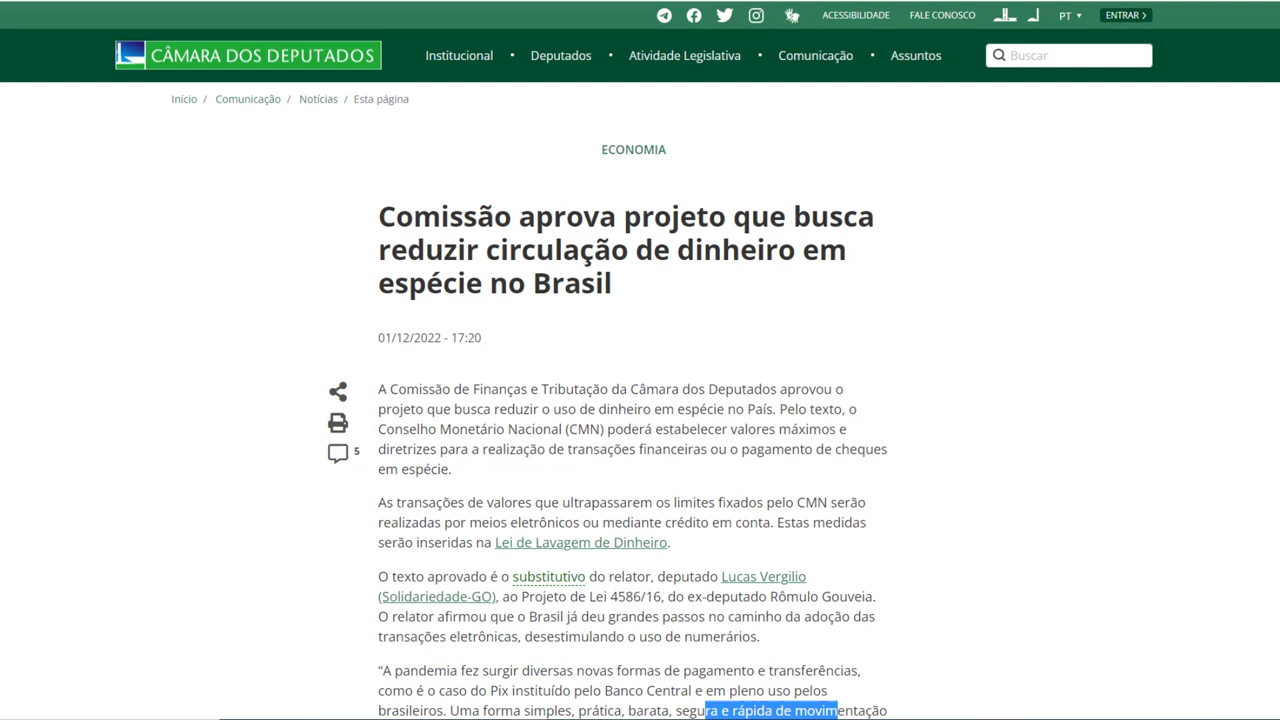 ACESSIBILIDADE FALE CONOSCO PT ENTRAR
CÂMARA DOS DEPUTADOS Institucional • Deputados • Atividade Legislativa • Comunicação • Assuntos Buscar
Início / Comunicação / Notícias / Esta página
ECONOMIA
Comissão aprova projeto que busca
reduzir circulação de dinheiro em
espécie no Brasil
01/12/2022 - 17:20
A Comissão de Finanças e Tributação da Câmara dos Deputados aprovou o
projeto que busca reduzir o uso de dinheiro em espécie no País. Pelo texto, o
Conselho Monetário Nacional (CMN) poderá estabelecer valores máximos e
5 diretrizes para a realização de transações financeiras ou o pagamento de cheques
em espécie.
As transações de valores que ultrapassarem os limites fixados pelo CMN serão
realizadas por meios eletrônicos ou mediante crédito em conta. Estas medidas
serão inseridas na Lei de Lavagem de Dinheiro.
O texto aprovado é o substitutivo do relator, deputado Lucas Vergilio
(Solidariedade-GO), ao Projeto de Lei 4586/16, do ex-deputado Rômulo Gouveia.
O relator afirmou que o Brasil já deu grandes passos no caminho da adoção das
transações eletrônicas, desestimulando o uso de numerários.
“A pandemia fez surgir diversas novas formas de pagamento e transferências,
como é o caso do Pix instituído pelo Banco Central e em pleno uso pelos
brasileiros. Uma forma simples, prática, barata, segura e rápida de movimentação